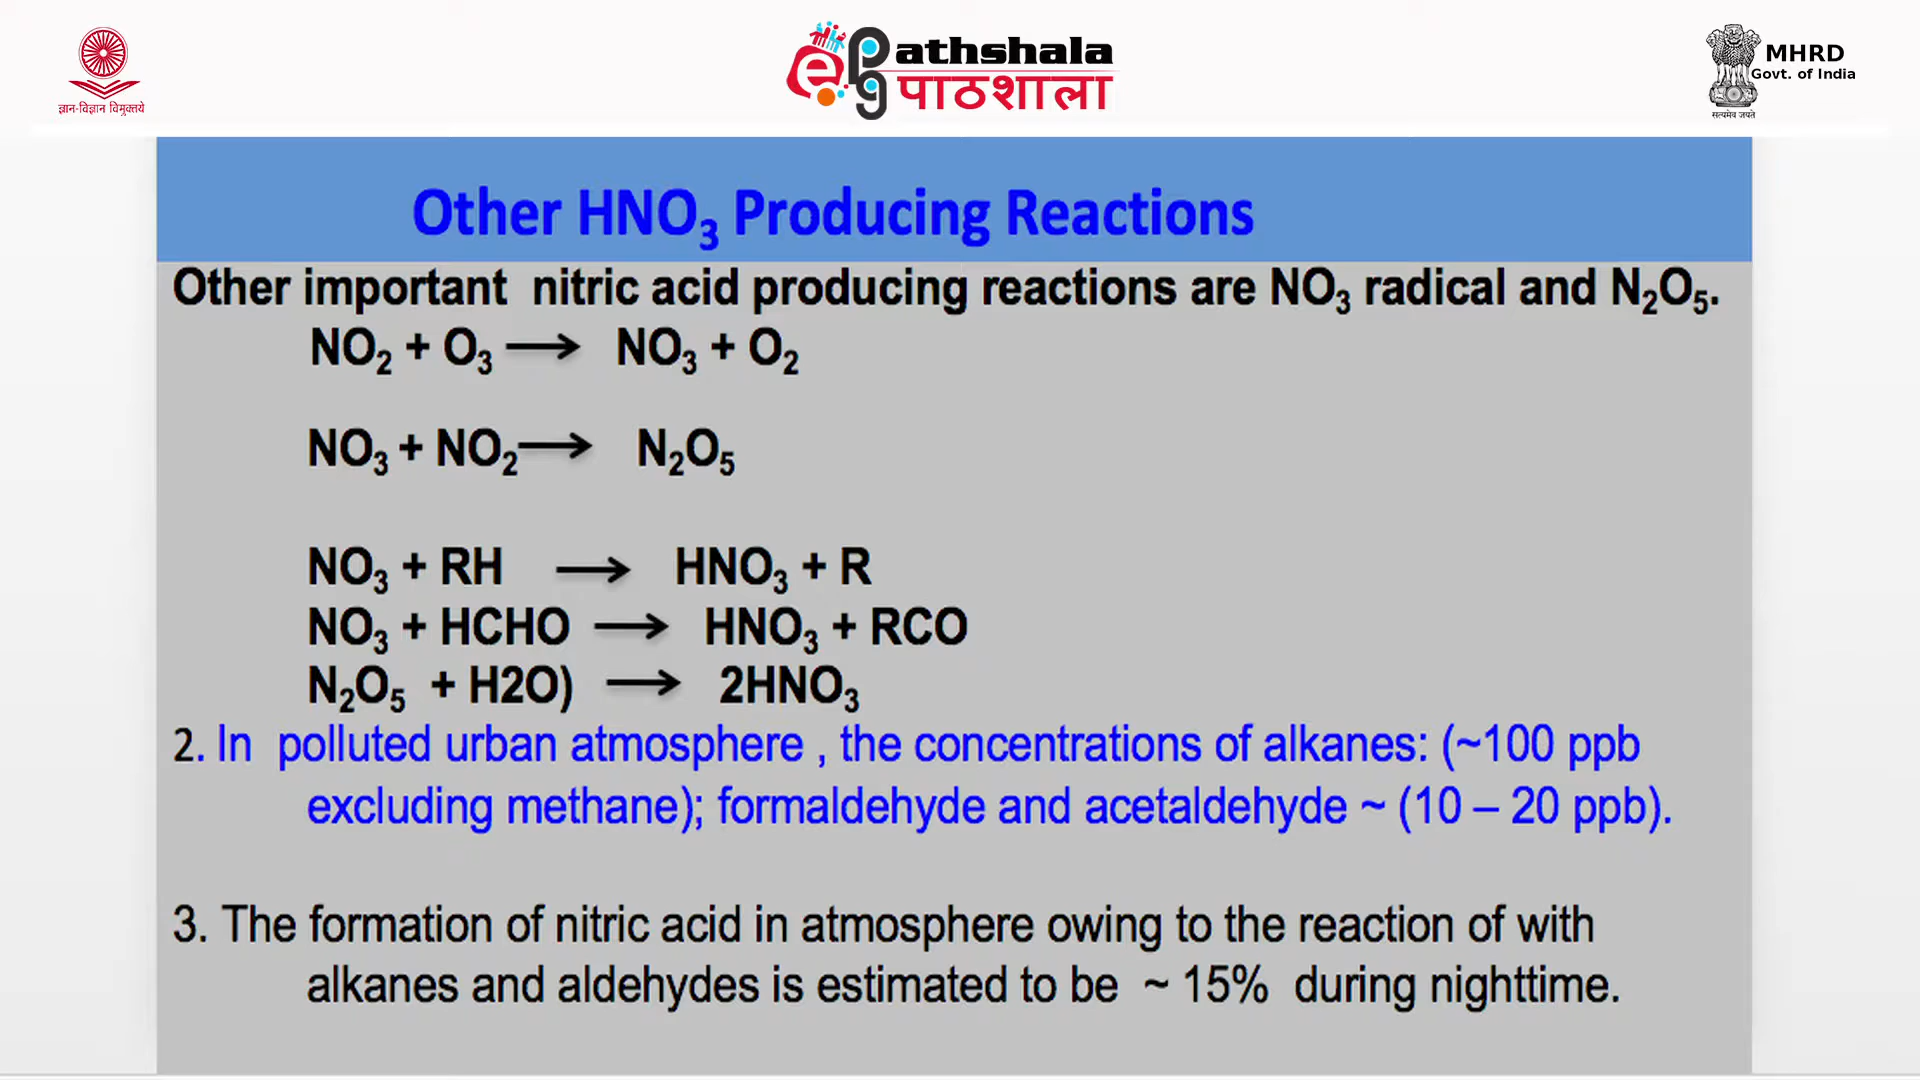 ज्ञान-विज्ञान विमुक्तये
ePathshala
पाठशाला
MHRD
Govt. of India
सत्यमेव जयते
Other HNO₃ Producing Reactions
Other important nitric acid producing reactions are NO₃ radical and N₂O₅.
NO₂ + O₃ → NO₃ + O₂
NO₃ + NO₂ → N₂O₅
NO₃ + RH → HNO₃ + R
NO₃ + HCHO → HNO₃ + RCO
N₂O₅ + H2O) → 2HNO₃
2. In polluted urban atmosphere , the concentrations of alkanes: (~100 ppb
excluding methane); formaldehyde and acetaldehyde ~ (10 – 20 ppb).
3. The formation of nitric acid in atmosphere owing to the reaction of with
alkanes and aldehydes is estimated to be ~ 15% during nighttime.